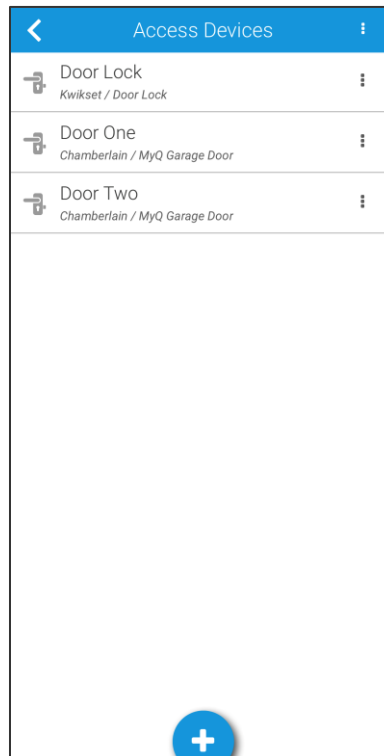 Access Devices
Door Lock
Kwikset / Door Lock
Door One
Chamberlain / MyQ Garage Door
Door Two
Chamberlain / MyQ Garage Door